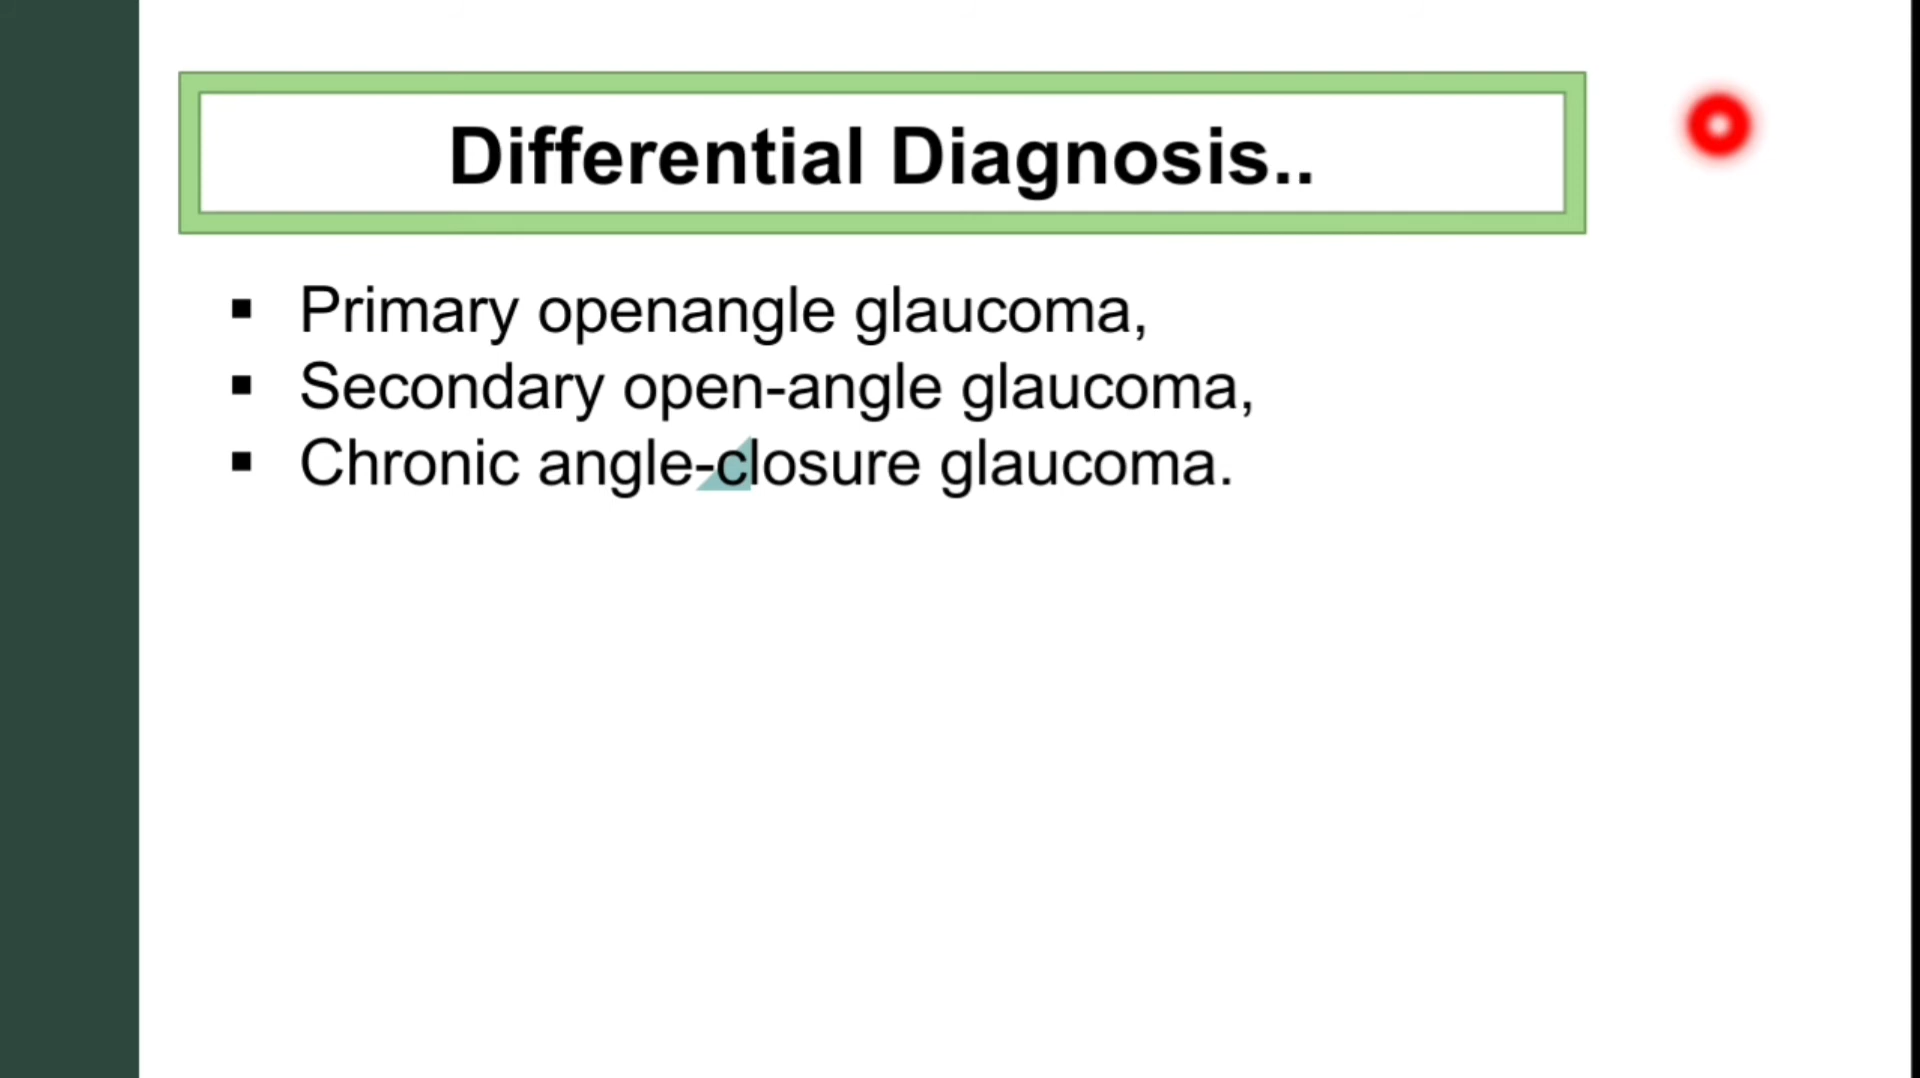 Differential Diagnosis..
▪ Primary openangle glaucoma,
▪ Secondary open-angle glaucoma,
▪ Chronic angle-closure glaucoma.